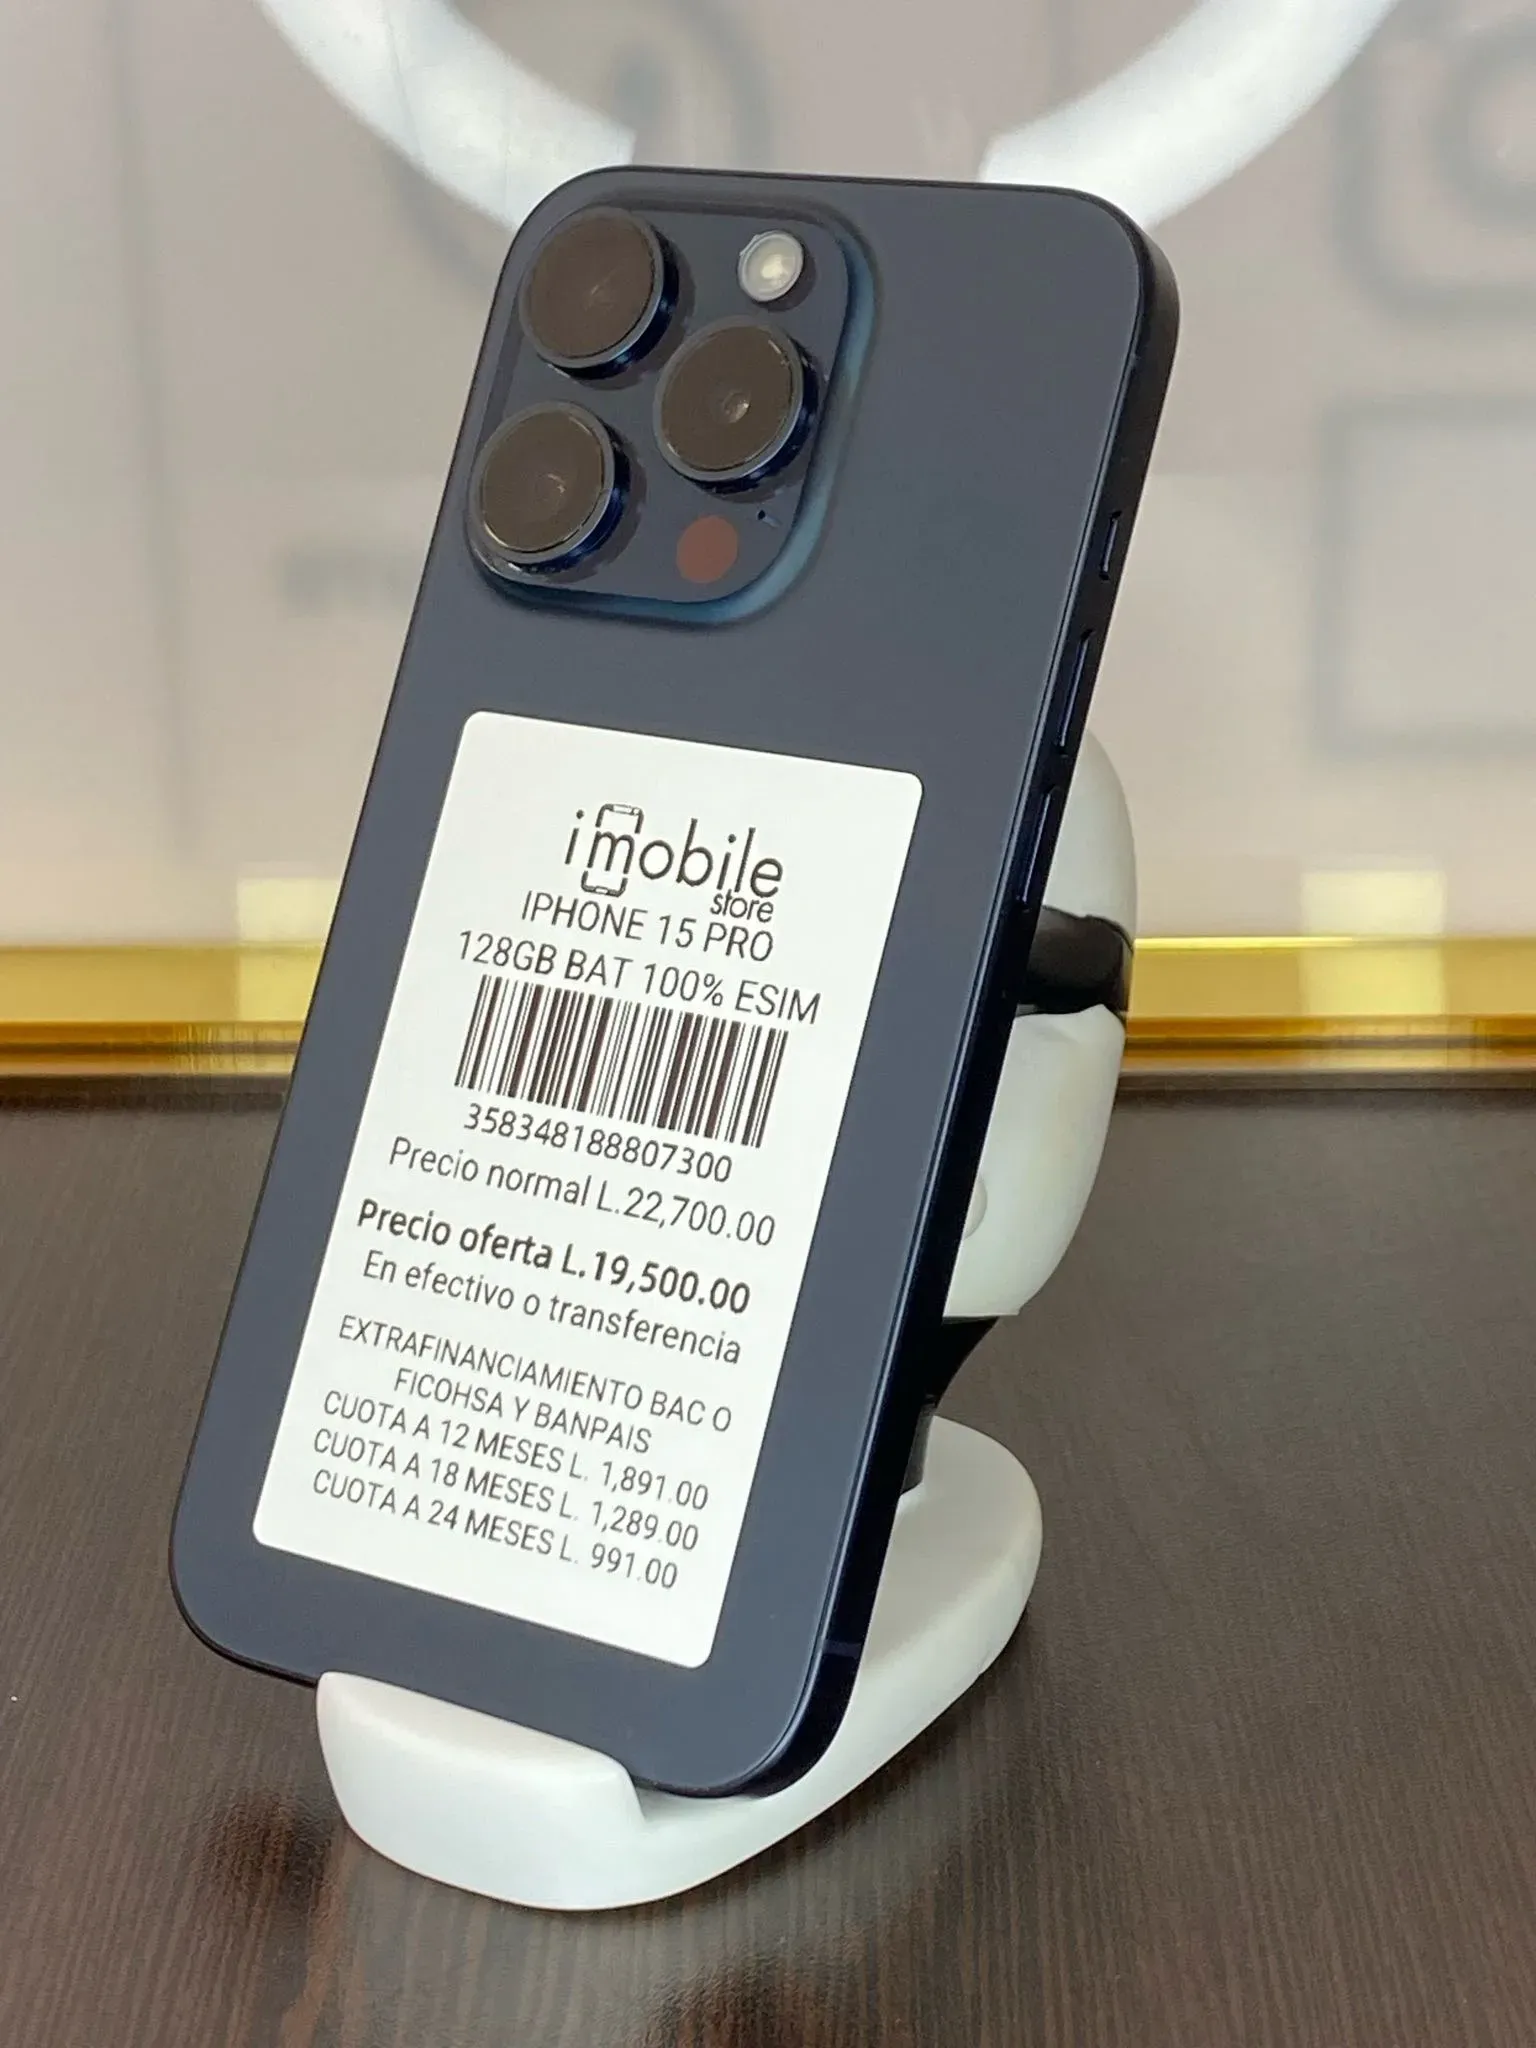 imobile
store
IPHONE 15 PRO
128GB BAT 100% ESIM
358348188807300
Precio normal L.22,700.00
Precio oferta L.19,500.00
En efectivo o transferencia
EXTRAFINANCIAMIENTO BAC O
FICOHSA Y BANPAIS
CUOTA A 12 MESES L. 1,891.00
CUOTA A 18 MESES L. 1,289.00
CUOTA A 24 MESES L. 991.00